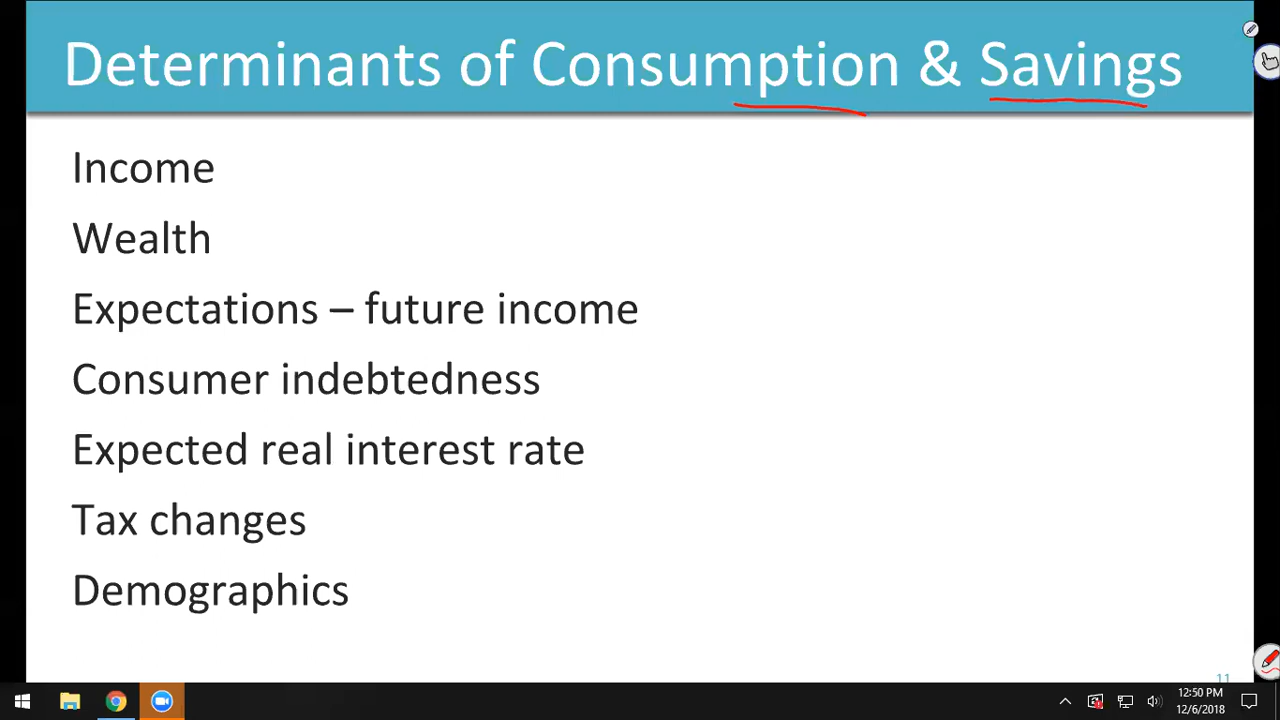 Determinants of Consumption & Savings
Income
Wealth
Expectations – future income
Consumer indebtedness
Expected real interest rate
Tax changes
Demographics
11
12:50 PM
12/6/2018